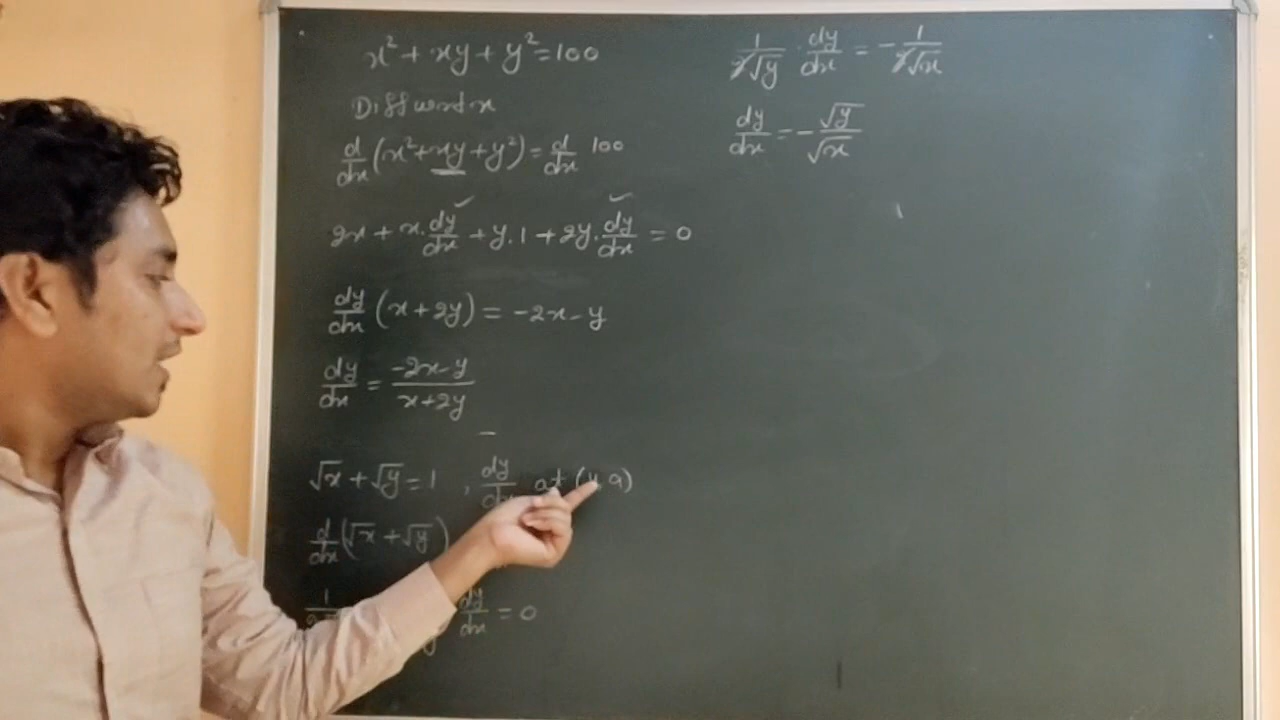 x² + xy + y² = 100
Diff w.r.t x
d/dx (x² + xy + y²) = d/dx 100
2x + x. dy/dx + y.1 + 2y. dy/dx = 0
dy/dx (x + 2y) = -2x - y
dy/dx = (-2x - y)/(x + 2y)
√x + √y = 1 , dy/dx at ( , a)
d/dx (√x + √y)
1/ dy/dx = 0
1/2√y . dy/dx = - 1/2√x
dy/dx = - √y/√x